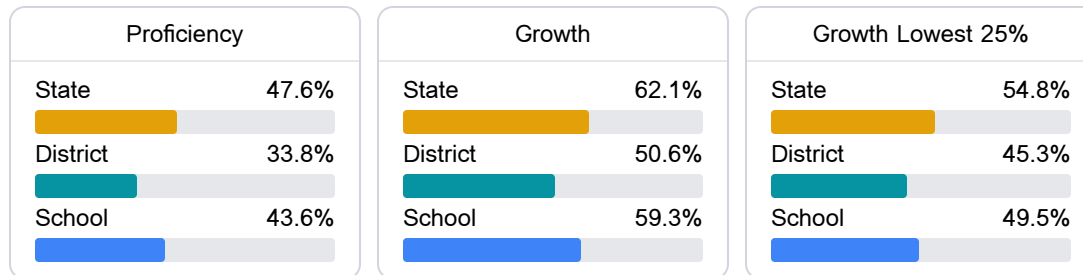 Proficiency
State 47.6%
District 33.8%
School 43.6%
Growth
State 62.1%
District 50.6%
School 59.3%
Growth Lowest 25%
State 54.8%
District 45.3%
School 49.5%